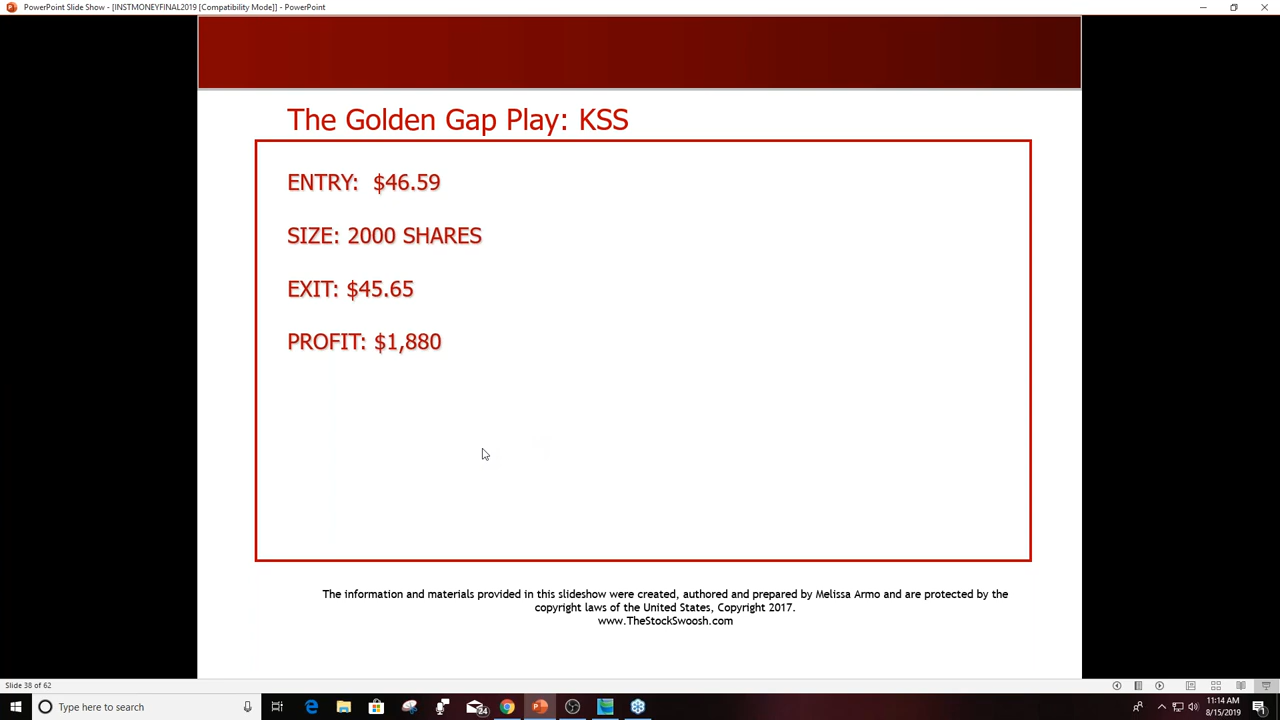 PowerPoint Slide Show - [INSTMONEYFINAL2019 [Compatibility Mode]] - PowerPoint
The Golden Gap Play: KSS
ENTRY: $46.59
SIZE: 2000 SHARES
EXIT: $45.65
PROFIT: $1,880
The information and materials provided in this slideshow were created, authored and prepared by Melissa Armo and are protected by the
copyright laws of the United States, Copyright 2017.
www.TheStockSwoosh.com
Slide 38 of 62
Type here to search
24
11:14 AM
8/15/2019
1